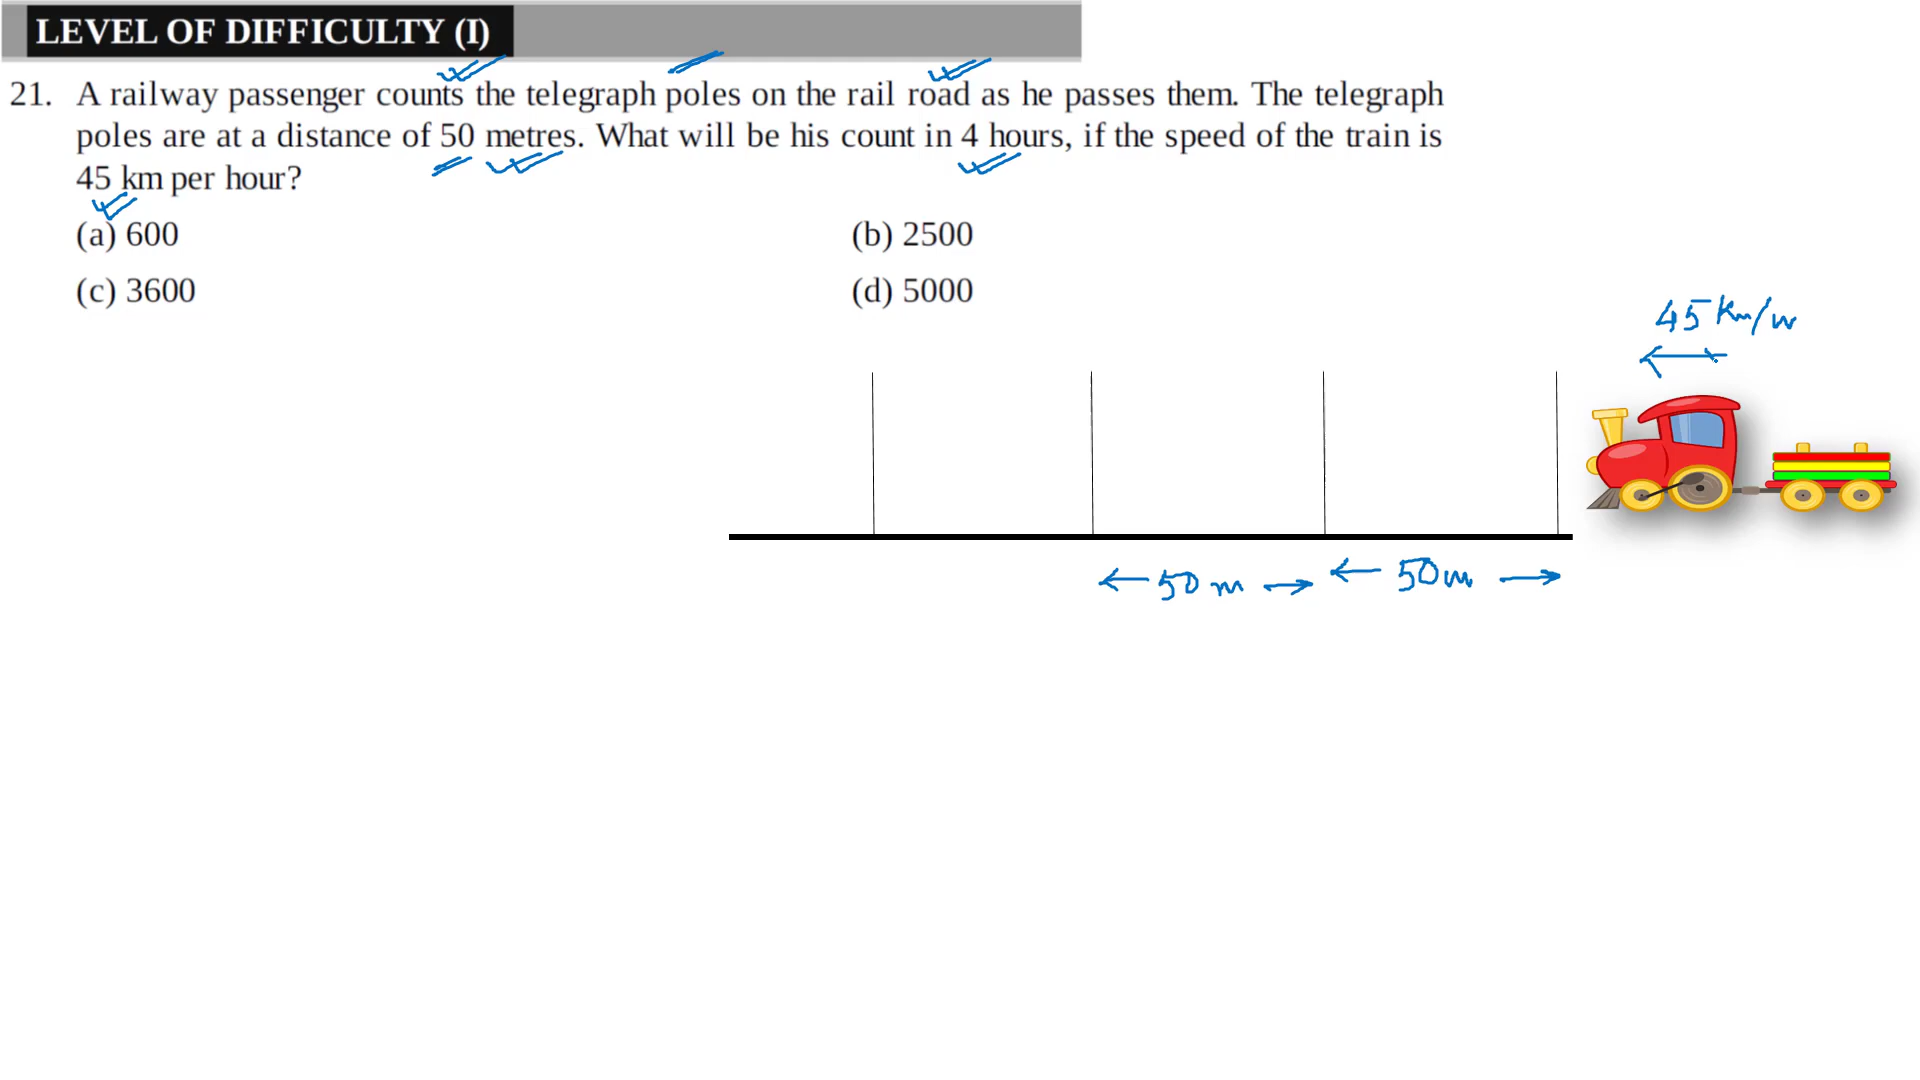 LEVEL OF DIFFICULTY (I)
21. A railway passenger counts the telegraph poles on the rail road as he passes them. The telegraph
poles are at a distance of 50 metres. What will be his count in 4 hours, if the speed of the train is
45 km per hour?
(a) 600 (b) 2500
(c) 3600 (d) 5000
45 Km/
50 m 50m